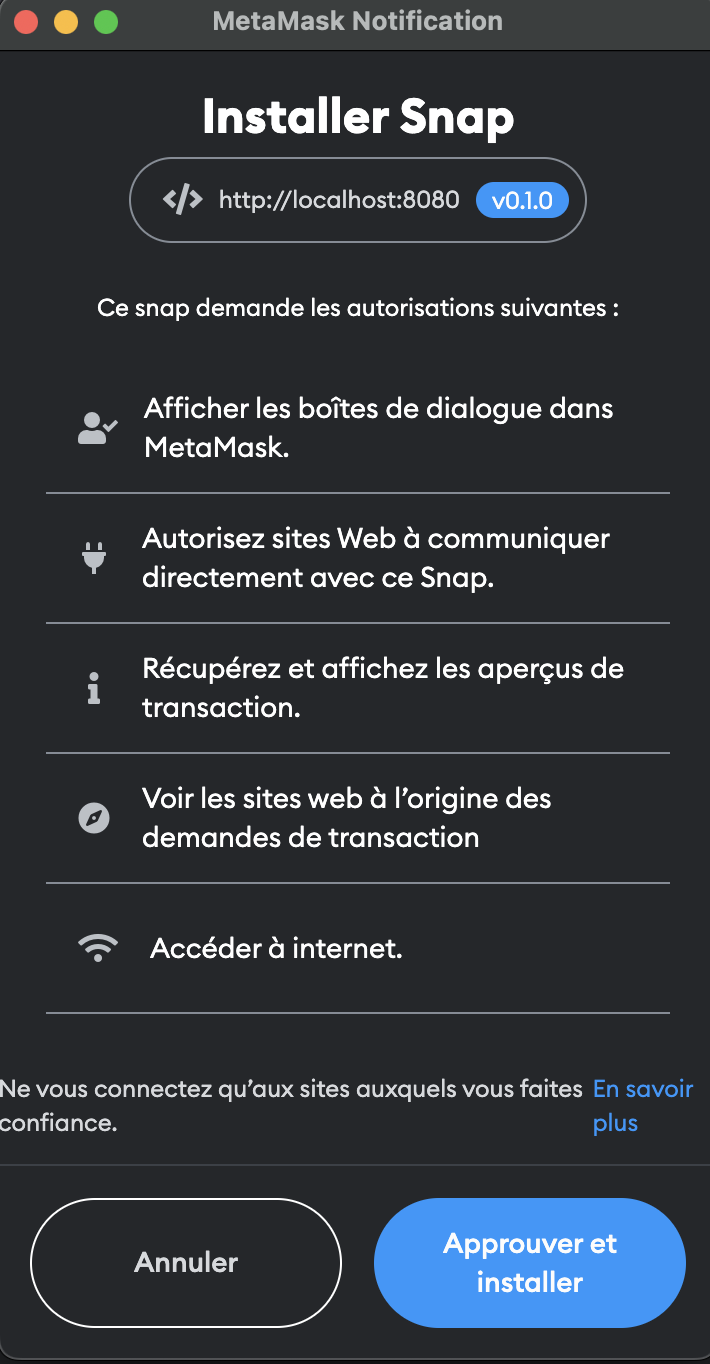 MetaMask Notification
Installer Snap
</> http://localhost:8080 v0.1.0
Ce snap demande les autorisations suivantes :
Afficher les boîtes de dialogue dans
MetaMask.
Autorisez sites Web à communiquer
directement avec ce Snap.
Récupérez et affichez les aperçus de
transaction.
Voir les sites web à l’origine des
demandes de transaction
Accéder à internet.
Ne vous connectez qu’aux sites auxquels vous faites
confiance.
En savoir
plus
Annuler
Approuver et
installer